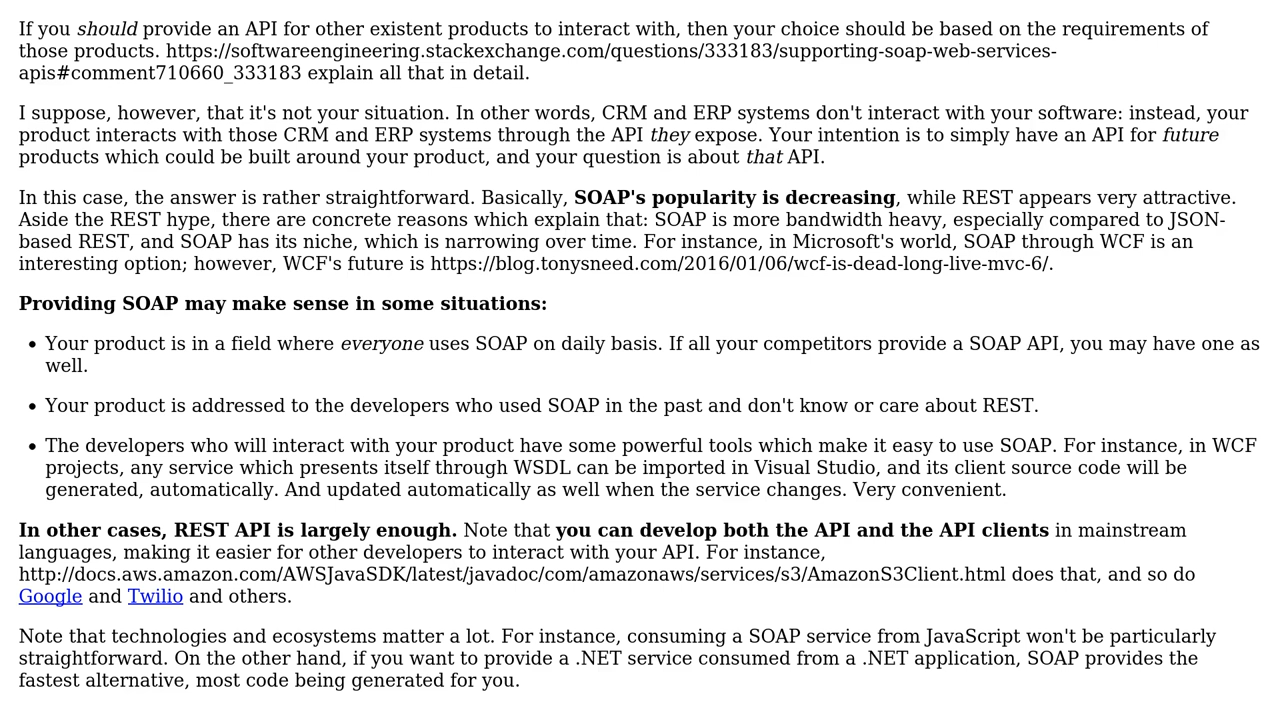 If you should provide an API for other existent products to interact with, then your choice should be based on the requirements of
those products. https://softwareengineering.stackexchange.com/questions/333183/supporting-soap-web-services-
apis#comment710660_333183 explain all that in detail.
I suppose, however, that it's not your situation. In other words, CRM and ERP systems don't interact with your software: instead, your
product interacts with those CRM and ERP systems through the API they expose. Your intention is to simply have an API for future
products which could be built around your product, and your question is about that API.
In this case, the answer is rather straightforward. Basically, SOAP's popularity is decreasing, while REST appears very attractive.
Aside the REST hype, there are concrete reasons which explain that: SOAP is more bandwidth heavy, especially compared to JSON-
based REST, and SOAP has its niche, which is narrowing over time. For instance, in Microsoft's world, SOAP through WCF is an
interesting option; however, WCF's future is https://blog.tonysneed.com/2016/01/06/wcf-is-dead-long-live-mvc-6/.
Providing SOAP may make sense in some situations:
• Your product is in a field where everyone uses SOAP on daily basis. If all your competitors provide a SOAP API, you may have one as
well.
• Your product is addressed to the developers who used SOAP in the past and don't know or care about REST.
• The developers who will interact with your product have some powerful tools which make it easy to use SOAP. For instance, in WCF
projects, any service which presents itself through WSDL can be imported in Visual Studio, and its client source code will be
generated, automatically. And updated automatically as well when the service changes. Very convenient.
In other cases, REST API is largely enough. Note that you can develop both the API and the API clients in mainstream
languages, making it easier for other developers to interact with your API. For instance,
http://docs.aws.amazon.com/AWSJavaSDK/latest/javadoc/com/amazonaws/services/s3/AmazonS3Client.html does that, and so do
Google and Twilio and others.
Note that technologies and ecosystems matter a lot. For instance, consuming a SOAP service from JavaScript won't be particularly
straightforward. On the other hand, if you want to provide a .NET service consumed from a .NET application, SOAP provides the
fastest alternative, most code being generated for you.